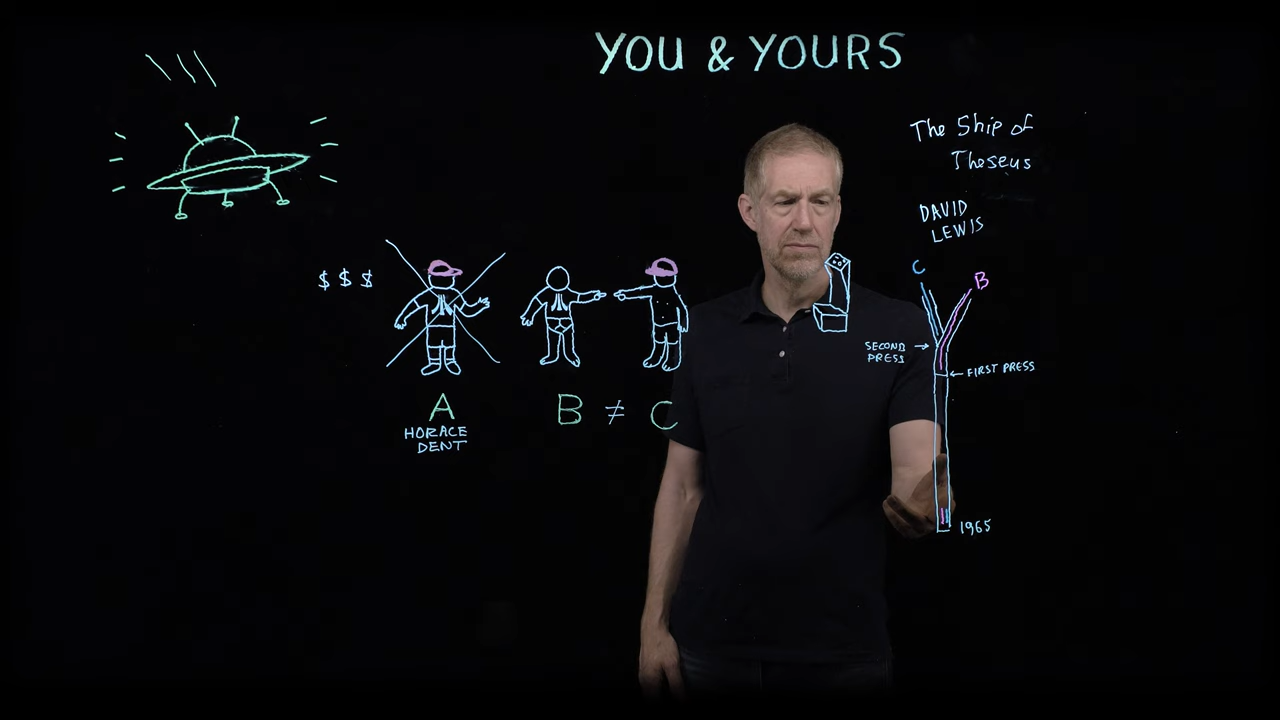 YOU & YOURS
The Ship of
Theseus
DAVID
LEWIS
C
B
$ $ $
SECOND
PRESS
FIRST PRESS
A
B ≠ C
HORACE
DENT
1965